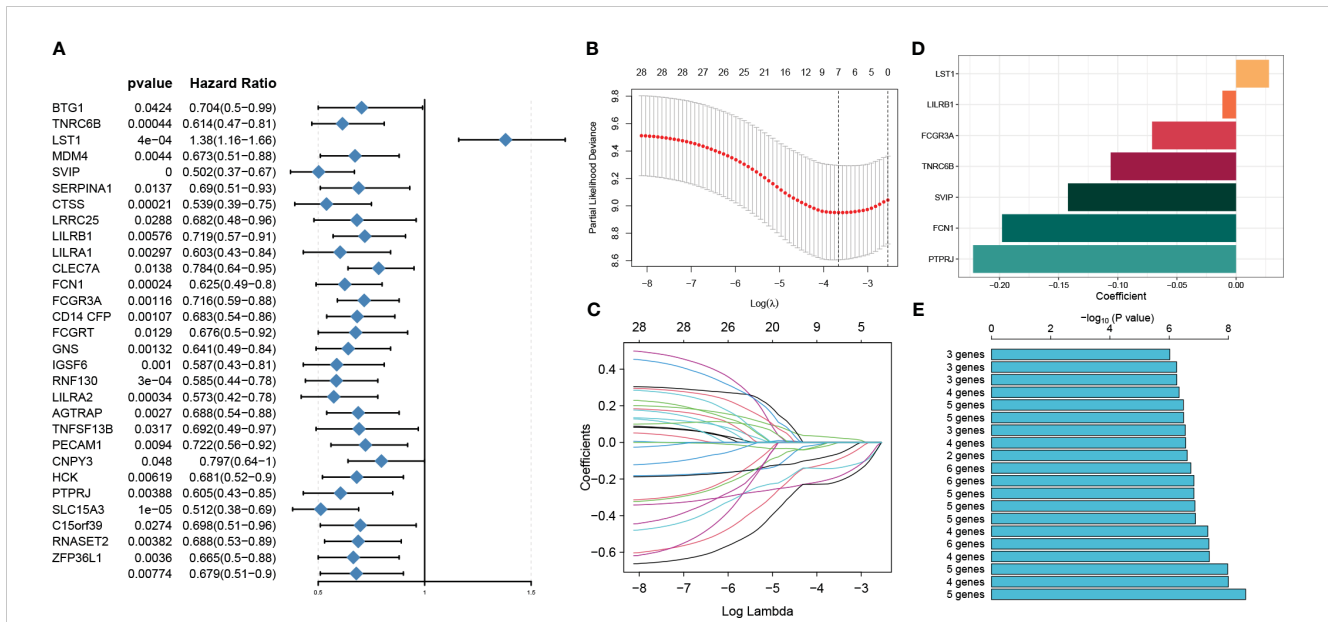 A
pvalue Hazard Ratio
BTG1 0.0424 0.704(0.5−0.99)
TNRC6B 0.00044 0.614(0.47−0.81)
LST1 4e−04 1.38(1.16−1.66)
MDM4 0.0044 0.673(0.51−0.88)
SVIP 0 0.502(0.37−0.67)
SERPINA1 0.0137 0.69(0.51−0.93)
CTSS 0.00021 0.539(0.39−0.75)
LRRC25 0.0288 0.682(0.48−0.96)
LILRB1 0.00576 0.719(0.57−0.91)
LILRA1 0.00297 0.603(0.43−0.84)
CLEC7A 0.0138 0.784(0.64−0.95)
FCN1 0.00024 0.625(0.49−0.8)
FCGR3A 0.00116 0.716(0.59−0.88)
CD14 CFP 0.00107 0.683(0.54−0.86)
FCGRT 0.0129 0.676(0.5−0.92)
GNS 0.00132 0.641(0.49−0.84)
IGSF6 0.001 0.587(0.43−0.81)
RNF130 3e−04 0.585(0.44−0.78)
LILRA2 0.00034 0.573(0.42−0.78)
AGTRAP 0.0027 0.688(0.54−0.88)
TNFSF13B 0.0317 0.692(0.49−0.97)
PECAM1 0.0094 0.722(0.56−0.92)
CNPY3 0.048 0.797(0.64−1)
HCK 0.00619 0.681(0.52−0.9)
PTPRJ 0.00388 0.605(0.43−0.85)
SLC15A3 1e−05 0.512(0.38−0.69)
C15orf39 0.0274 0.698(0.51−0.96)
RNASET2 0.00382 0.688(0.53−0.89)
ZFP36L1 0.0036 0.665(0.5−0.88)
0.00774 0.679(0.51−0.9)
0.5 1 1.5
B
28 28 28 27 26 25 21 16 12 9 7 6 5 0
9.8
9.6
9.4
9.2
9.0
8.8
8.6
Partial Likelihood Deviance
−8 −7 −6 −5 −4 −3
Log(λ)
C
28 28 26 20 9 5
0.4
0.2
0.0
−0.2
−0.4
−0.6
Coefficients
−8 −7 −6 −5 −4 −3
Log Lambda
D
LST1
LILRB1
FCGR3A
TNRC6B
SVIP
FCN1
PTPRJ
−0.20 −0.15 −0.10 −0.05 0.00
Coefficient
E
−log₁₀ (P value)
0 2 4 6 8
3 genes
3 genes
3 genes
4 genes
5 genes
5 genes
3 genes
4 genes
2 genes
6 genes
6 genes
5 genes
5 genes
5 genes
4 genes
6 genes
4 genes
5 genes
4 genes
5 genes